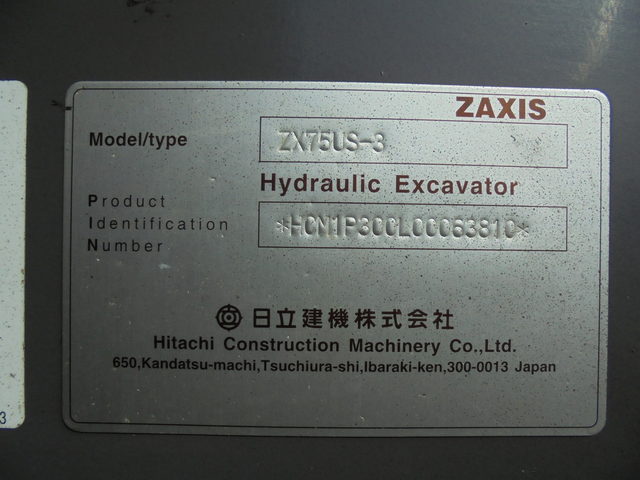 ZAXIS
Model/type ZX75US-3
Hydraulic Excavator
Product
Identification
Number
*HCM1P300L00063810*
日立建機株式会社
Hitachi Construction Machinery Co.,Ltd.
650,Kandatsu-machi,Tsuchiura-shi,Ibaraki-ken,300-0013 Japan
3